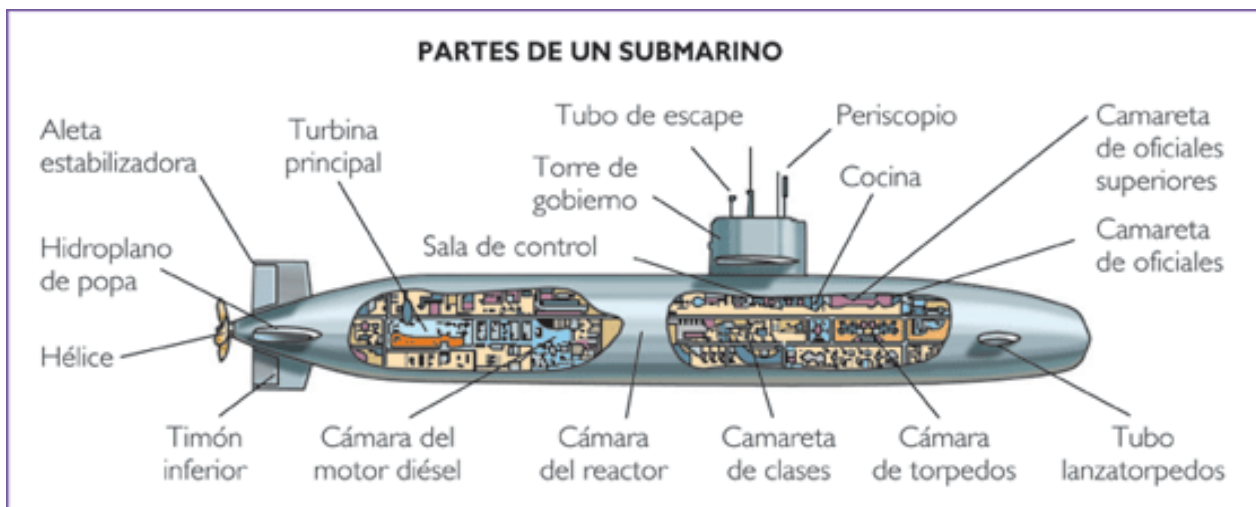 PARTES DE UN SUBMARINO
Aleta
estabilizadora
Turbina
principal
Tubo de escape
Periscopio
Camareta
de oficiales
superiores
Torre de
gobierno
Cocina
Hidroplano
de popa
Sala de control
Camareta
de oficiales
Hélice
Timón
inferior
Cámara del
motor diésel
Cámara
del reactor
Camareta
de clases
Cámara
de torpedos
Tubo
lanzatorpedos